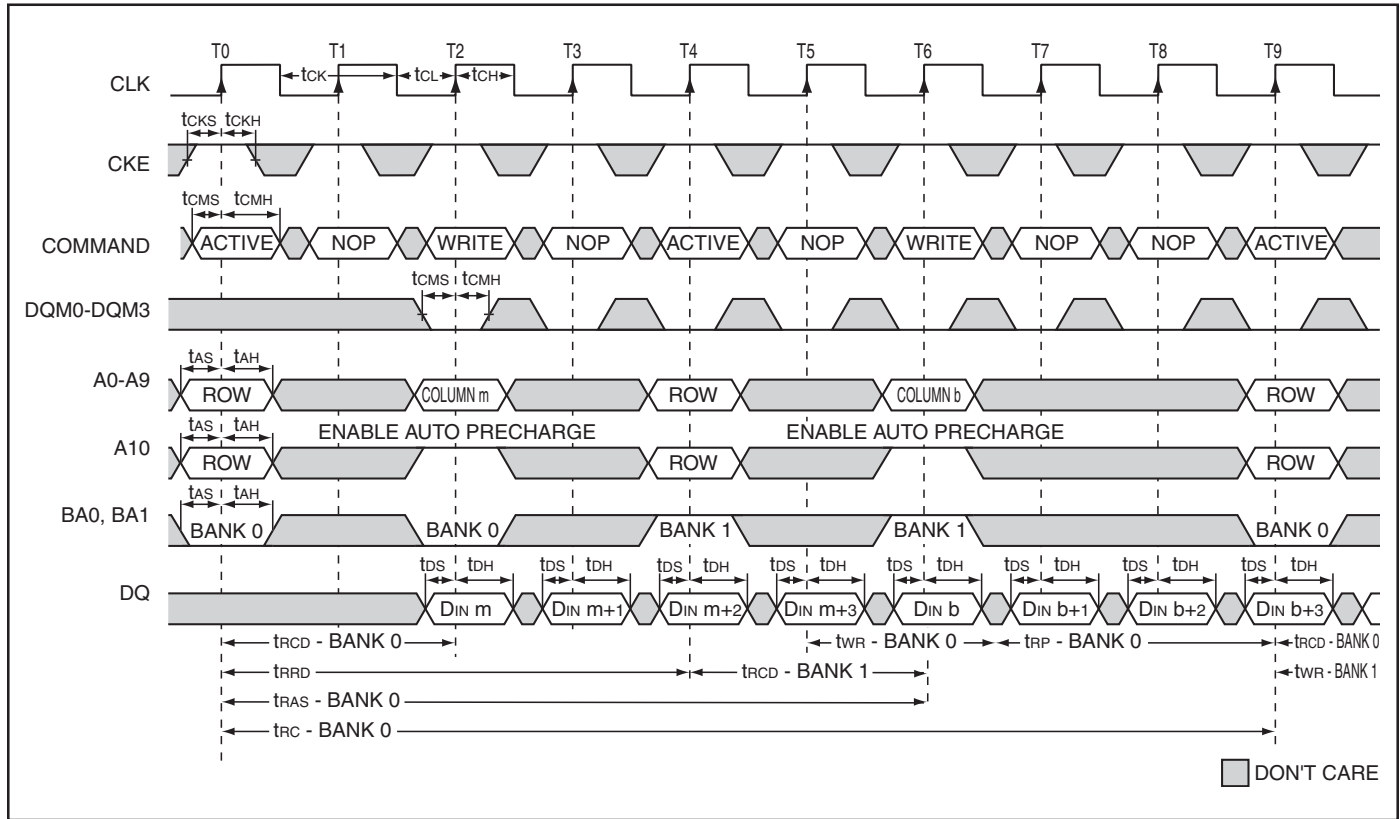 T0 T1 T2 T3 T4 T5 T6 T7 T8 T9
CLK tCK tCL tCH
tCKS tCKH
CKE
tCMS tCMH
COMMAND ACTIVE NOP WRITE NOP ACTIVE NOP WRITE NOP NOP ACTIVE
tCMS tCMH
DQM0-DQM3
tAS tAH
A0-A9 ROW COLUMN m ROW COLUMN b ROW
tAS tAH ENABLE AUTO PRECHARGE ENABLE AUTO PRECHARGE
A10 ROW ROW ROW
tAS tAH
BA0, BA1 BANK 0 BANK 0 BANK 1 BANK 1 BANK 0
tDS tDH tDS tDH tDS tDH tDS tDH tDS tDH tDS tDH tDS tDH tDS tDH
DQ DIN m DIN m+1 DIN m+2 DIN m+3 DIN b DIN b+1 DIN b+2 DIN b+3
tRCD - BANK 0 tWR - BANK 0 tRP - BANK 0 tRCD - BANK 0
tRRD tRCD - BANK 1 tWR - BANK 1
tRAS - BANK 0
tRC - BANK 0
DON'T CARE